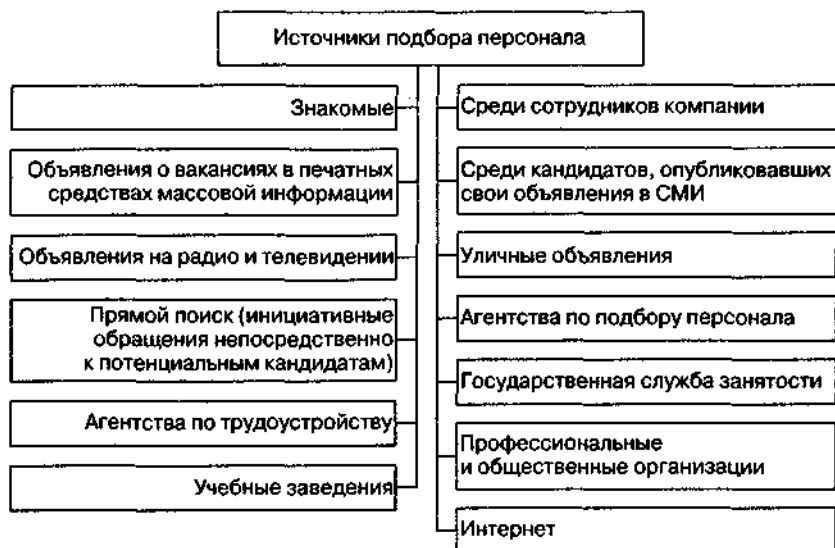 Источники подбора персонала
Знакомые
Объявления о вакансиях в печатных
средствах массовой информации
Объявления на радио и телевидении
Прямой поиск (инициативные
обращения непосредственно
к потенциальным кандидатам)
Агентства по трудоустройству
Учебные заведения
Среди сотрудников компании
Среди кандидатов, опубликовавших
свои объявления в СМИ
Уличные объявления
Агентства по подбору персонала
Государственная служба занятости
Профессиональные
и общественные организации
Интернет